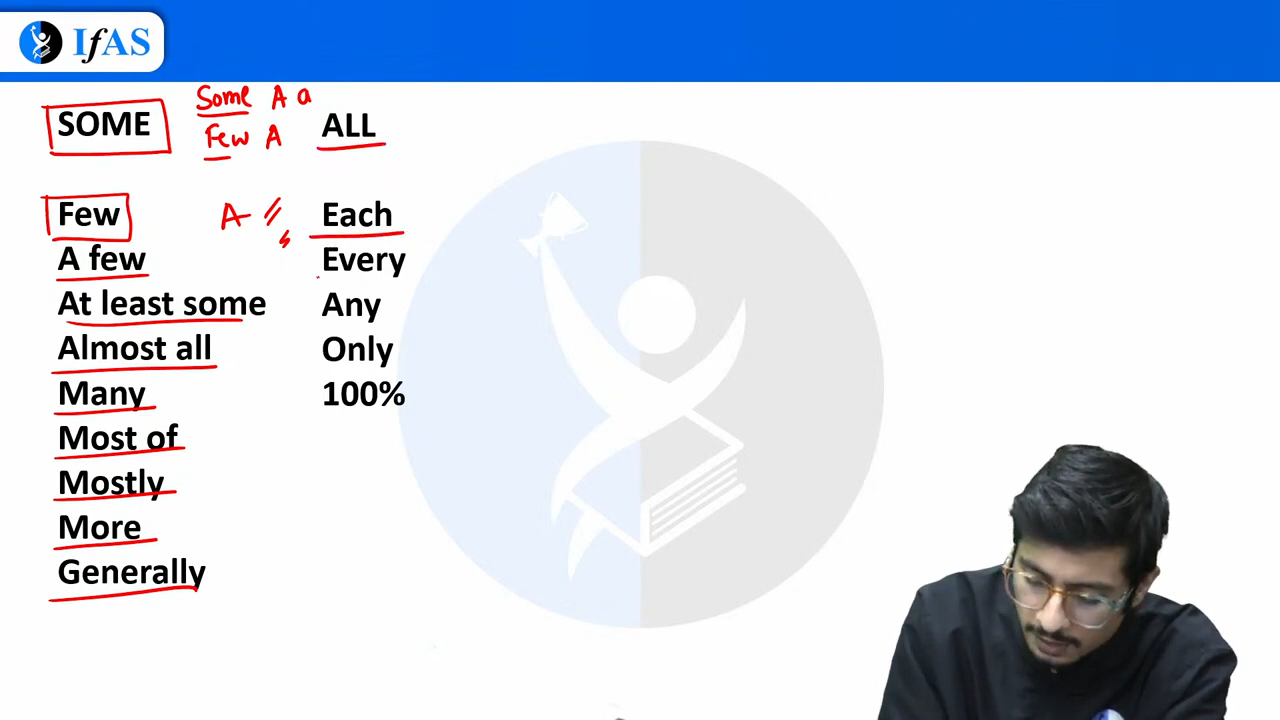 IfAS
SOME
Some A a
Few A
ALL
Few
A few
At least some
Almost all
Many
Most of
Mostly
More
Generally
A
Each
Every
Any
Only
100%